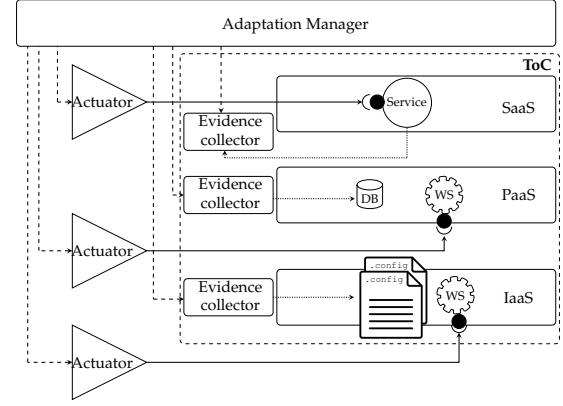 Adaptation Manager
ToC
Actuator
Service
SaaS
Evidence
collector
Evidence
collector
DB
WS
PaaS
Actuator
.config
.config
Evidence
collector
WS
IaaS
Actuator